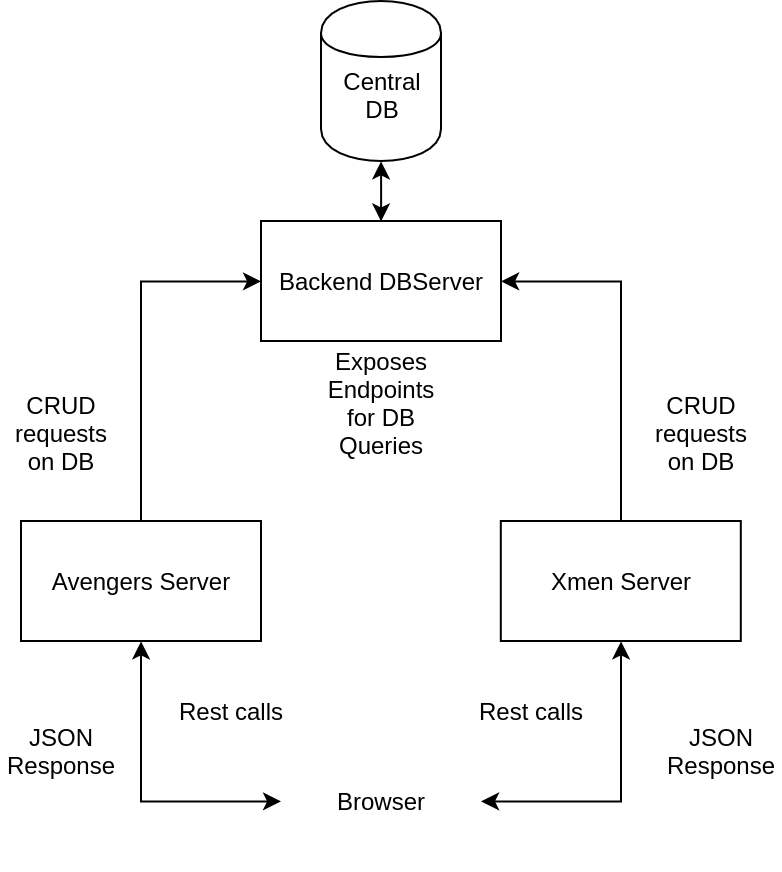 Central
DB
Backend DBServer
Exposes
Endpoints
for DB
Queries
CRUD
requests
on DB
CRUD
requests
on DB
Avengers Server
Xmen Server
Rest calls
Rest calls
JSON
Response
JSON
Response
Browser